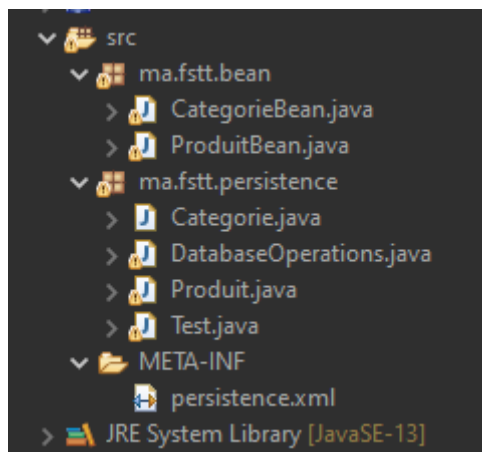 src
ma.fstt.bean
CategorieBean.java
ProduitBean.java
ma.fstt.persistence
Categorie.java
DatabaseOperations.java
Produit.java
Test.java
META-INF
persistence.xml
JRE System Library [JavaSE-13]